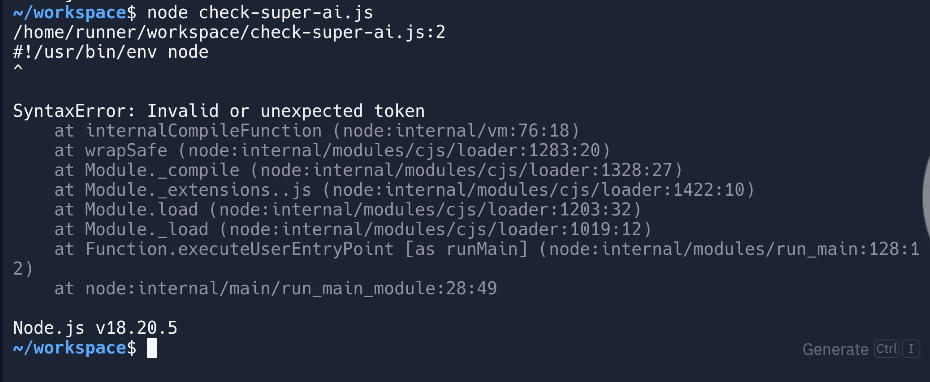 ~/workspace$ node check-super-ai.js
/home/runner/workspace/check-super-ai.js:2
#!/usr/bin/env node
^
SyntaxError: Invalid or unexpected token
    at internalCompileFunction (node:internal/vm:76:18)
    at wrapSafe (node:internal/modules/cjs/loader:1283:20)
    at Module._compile (node:internal/modules/cjs/loader:1328:27)
    at Module._extensions..js (node:internal/modules/cjs/loader:1422:10)
    at Module.load (node:internal/modules/cjs/loader:1203:32)
    at Module._load (node:internal/modules/cjs/loader:1019:12)
    at Function.executeUserEntryPoint [as runMain] (node:internal/modules/run_main:128:1
2)
    at node:internal/main/run_main_module:28:49
Node.js v18.20.5
~/workspace$
Generate Ctrl I